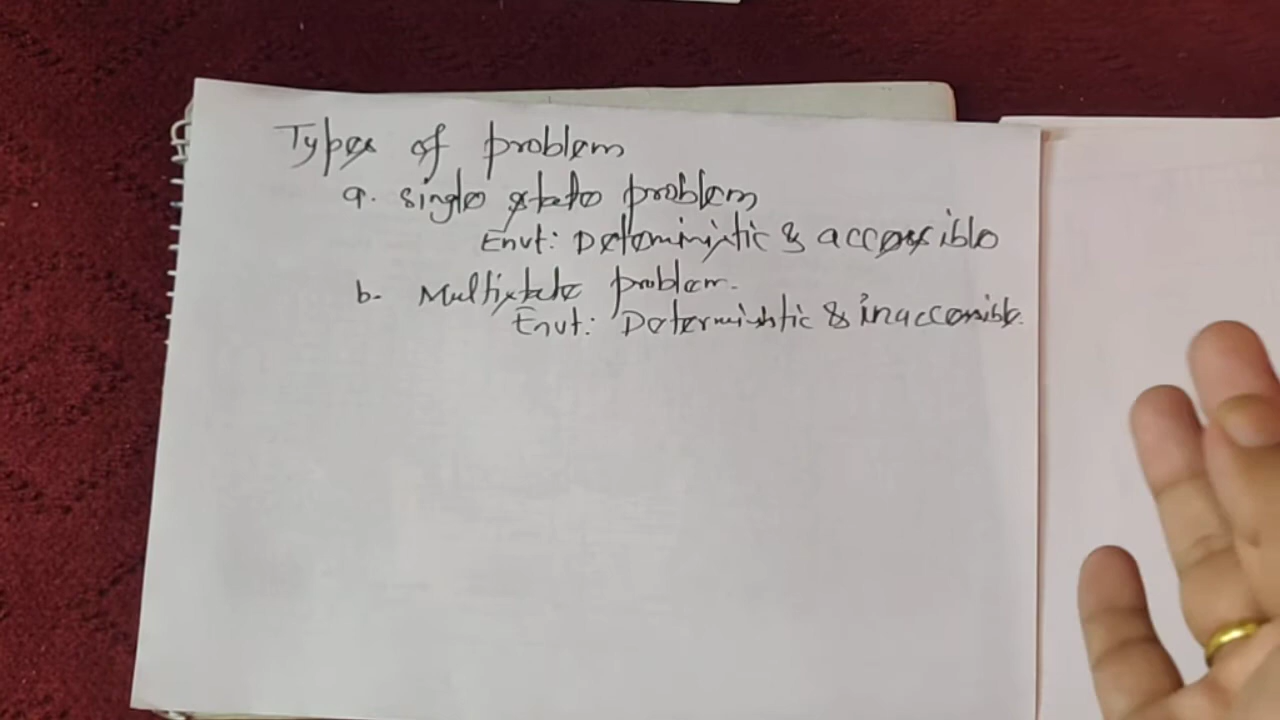 Types of problem
a. single state problem
Envt: Deterministic & accessible
b. Multistate problem.
Envt: Deterministic & inaccessible.